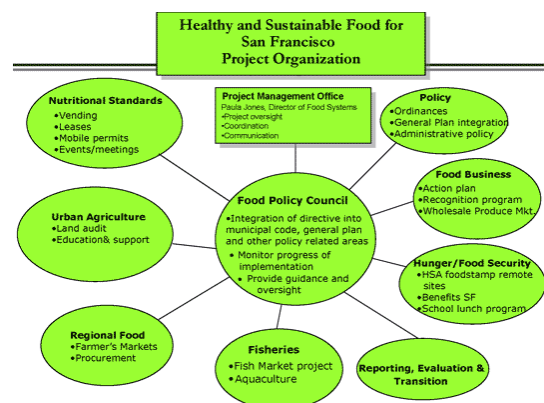 Healthy and Sustainable Food for
San Francisco
Project Organization
Nutritional Standards
•Vending
•Leases
•Mobile permits
•Events/meetings
Project Management Office
Paula Jones, Director of Food Systems
•Project oversight
•Coordination
•Communication
Policy
•Ordinances
•General Plan integration
•Administrative policy
Food Business
•Action plan
•Recognition program
•Wholesale Produce Mkt.
Food Policy Council
•Integration of directive into
municipal code, general plan
and other policy related areas
•Monitor progress of
implementation
•Provide guidance and
oversight
Urban Agriculture
•Land audit
•Education& support
Hunger/Food Security
•HSA foodstamp remote
sites
•Benefits SF
•School lunch program
Regional Food
•Farmer's Markets
•Procurement
Fisheries
•Fish Market project
•Aquaculture
Reporting, Evaluation &
Transition